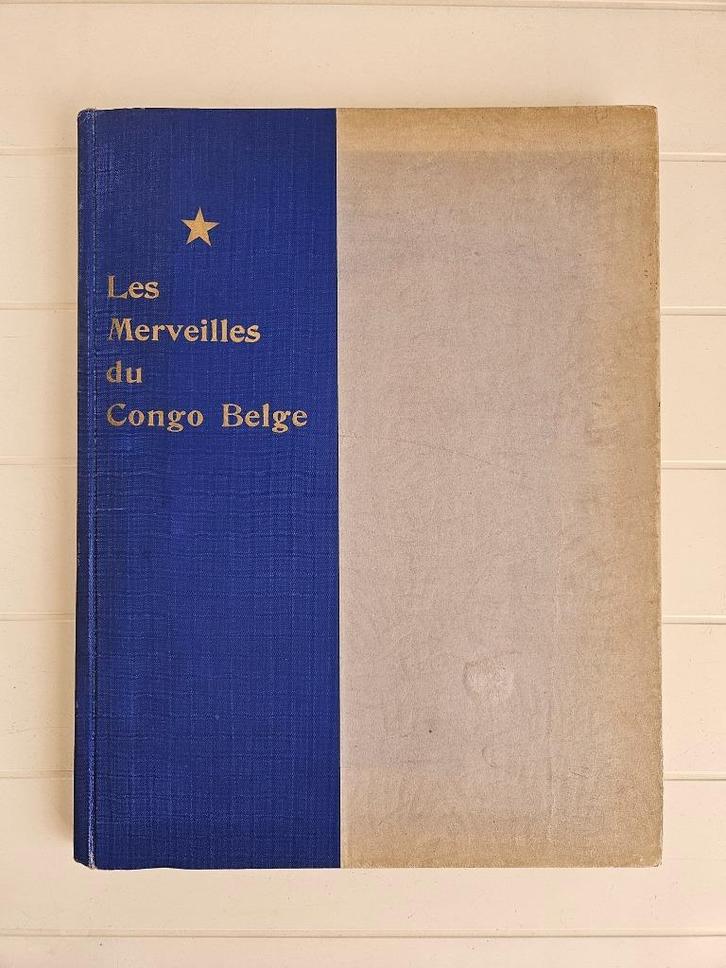 Les
Merveilles
du
Congo Belge